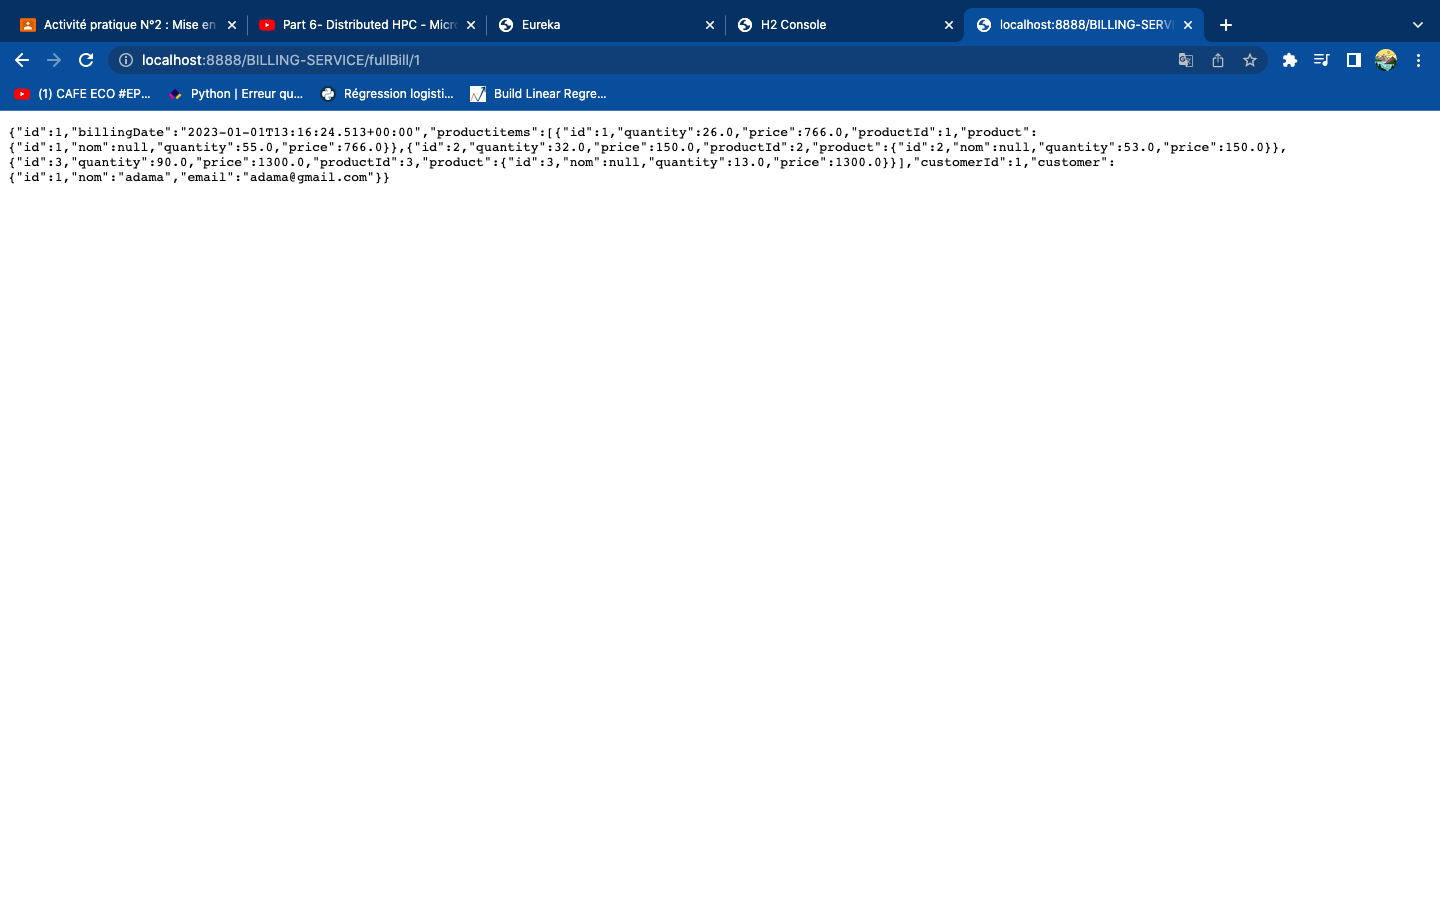 Activité pratique N°2 : Mise en
Part 6- Distributed HPC - Micro
Eureka
H2 Console
localhost:8888/BILLING-SERVI
localhost:8888/BILLING-SERVICE/fullBill/1
(1) CAFE ECO #EP...
Python | Erreur qu...
Régression logisti...
Build Linear Regre...
{"id":1,"billingDate":"2023-01-01T13:16:24.513+00:00","productitems":[{"id":1,"quantity":26.0,"price":766.0,"productId":1,"product":
{"id":1,"nom":null,"quantity":55.0,"price":766.0}},{"id":2,"quantity":32.0,"price":150.0,"productId":2,"product":{"id":2,"nom":null,"quantity":53.0,"price":150.0}},
{"id":3,"quantity":90.0,"price":1300.0,"productId":3,"product":{"id":3,"nom":null,"quantity":13.0,"price":1300.0}}],"customerId":1,"customer":
{"id":1,"nom":"adama","email":"adama@gmail.com"}}